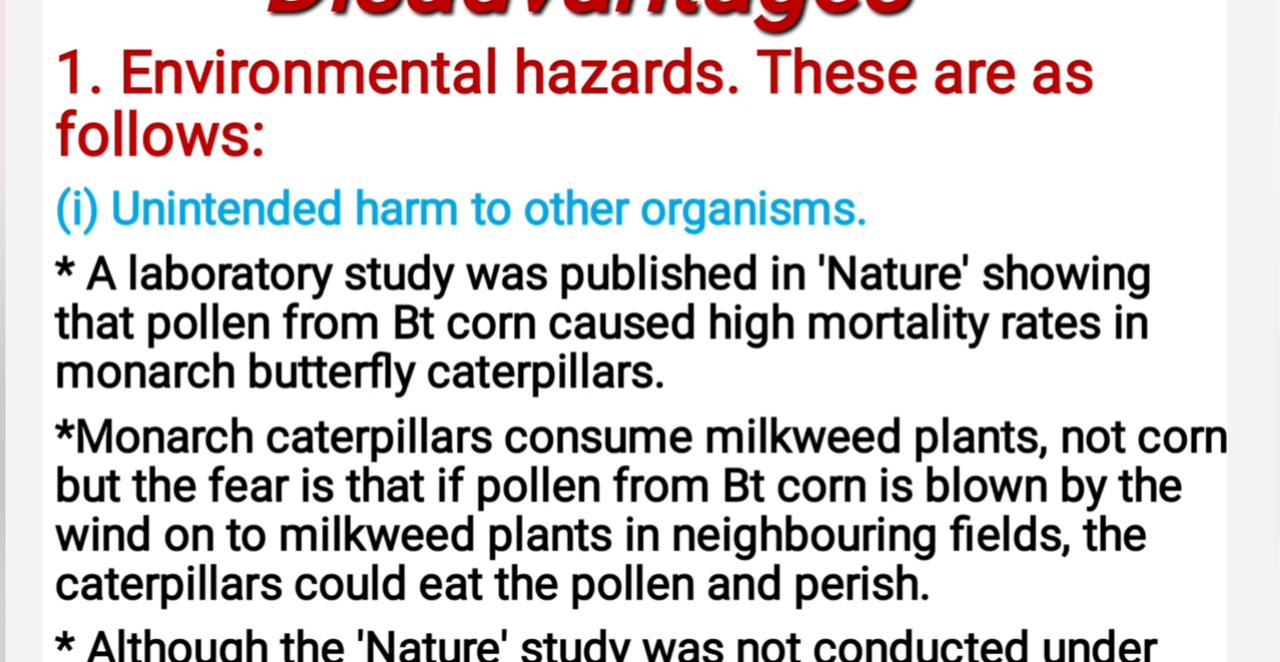 Disadvantages
1. Environmental hazards. These are as
follows:
(i) Unintended harm to other organisms.
* A laboratory study was published in 'Nature' showing
that pollen from Bt corn caused high mortality rates in
monarch butterfly caterpillars.
*Monarch caterpillars consume milkweed plants, not corn
but the fear is that if pollen from Bt corn is blown by the
wind on to milkweed plants in neighbouring fields, the
caterpillars could eat the pollen and perish.
* Although the 'Nature' study was not conducted under